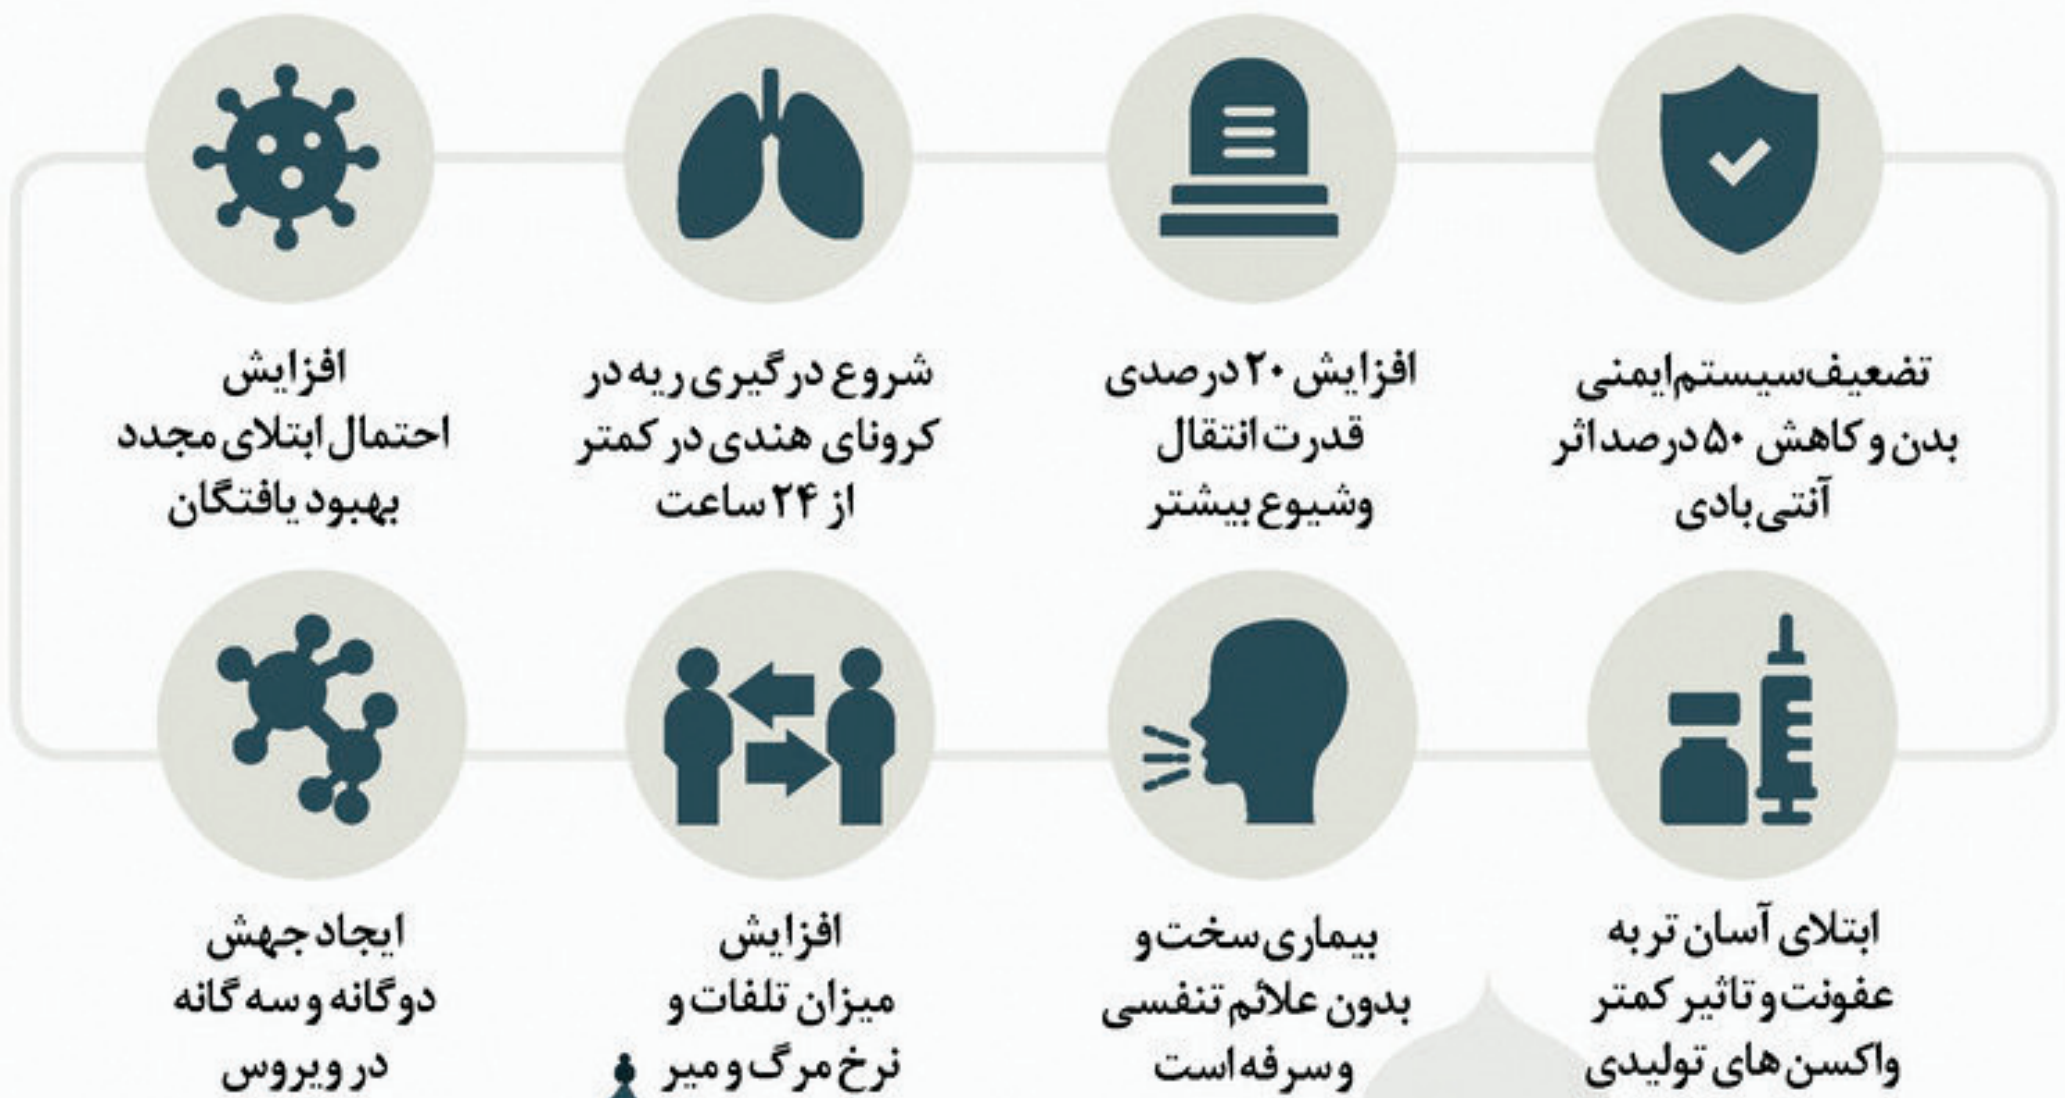 تضعیف سیستم ایمنی
بدن و کاهش ۵۰ درصد اثر
آنتی بادی
افزایش ۲۰ درصدی
قدرت انتقال
و شیوع بیشتر
شروع درگیری ریه در
کرونای هندی در کمتر
از ۲۴ ساعت
افزایش
احتمال ابتلای مجدد
بهبود یافتگان
ابتلای آسان تر به
عفونت و تاثیر کمتر
واکسن های تولیدی
بیماری سخت و
بدون علائم تنفسی
و سرفه است
افزایش
میزان تلفات و
نرخ مرگ و میر
ایجاد جهش
دوگانه و سه گانه
در ویروس